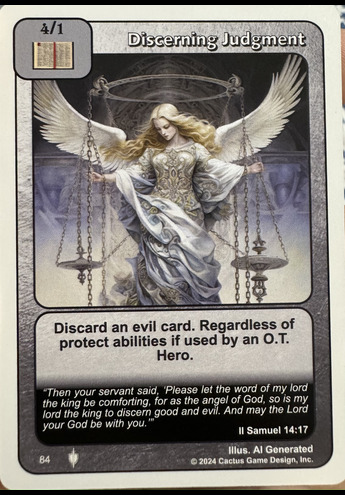 4/1
Discerning Judgment
Discard an evil card. Regardless of
protect abilities if used by an O.T.
Hero.
“Then your servant said, ‘Please let the word of my lord
the king be comforting, for as the angel of God, so is my
lord the king to discern good and evil. And may the Lord
your God be with you.’”
II Samuel 14:17
Illus. AI Generated
84
© 2024 Cactus Game Design, Inc.